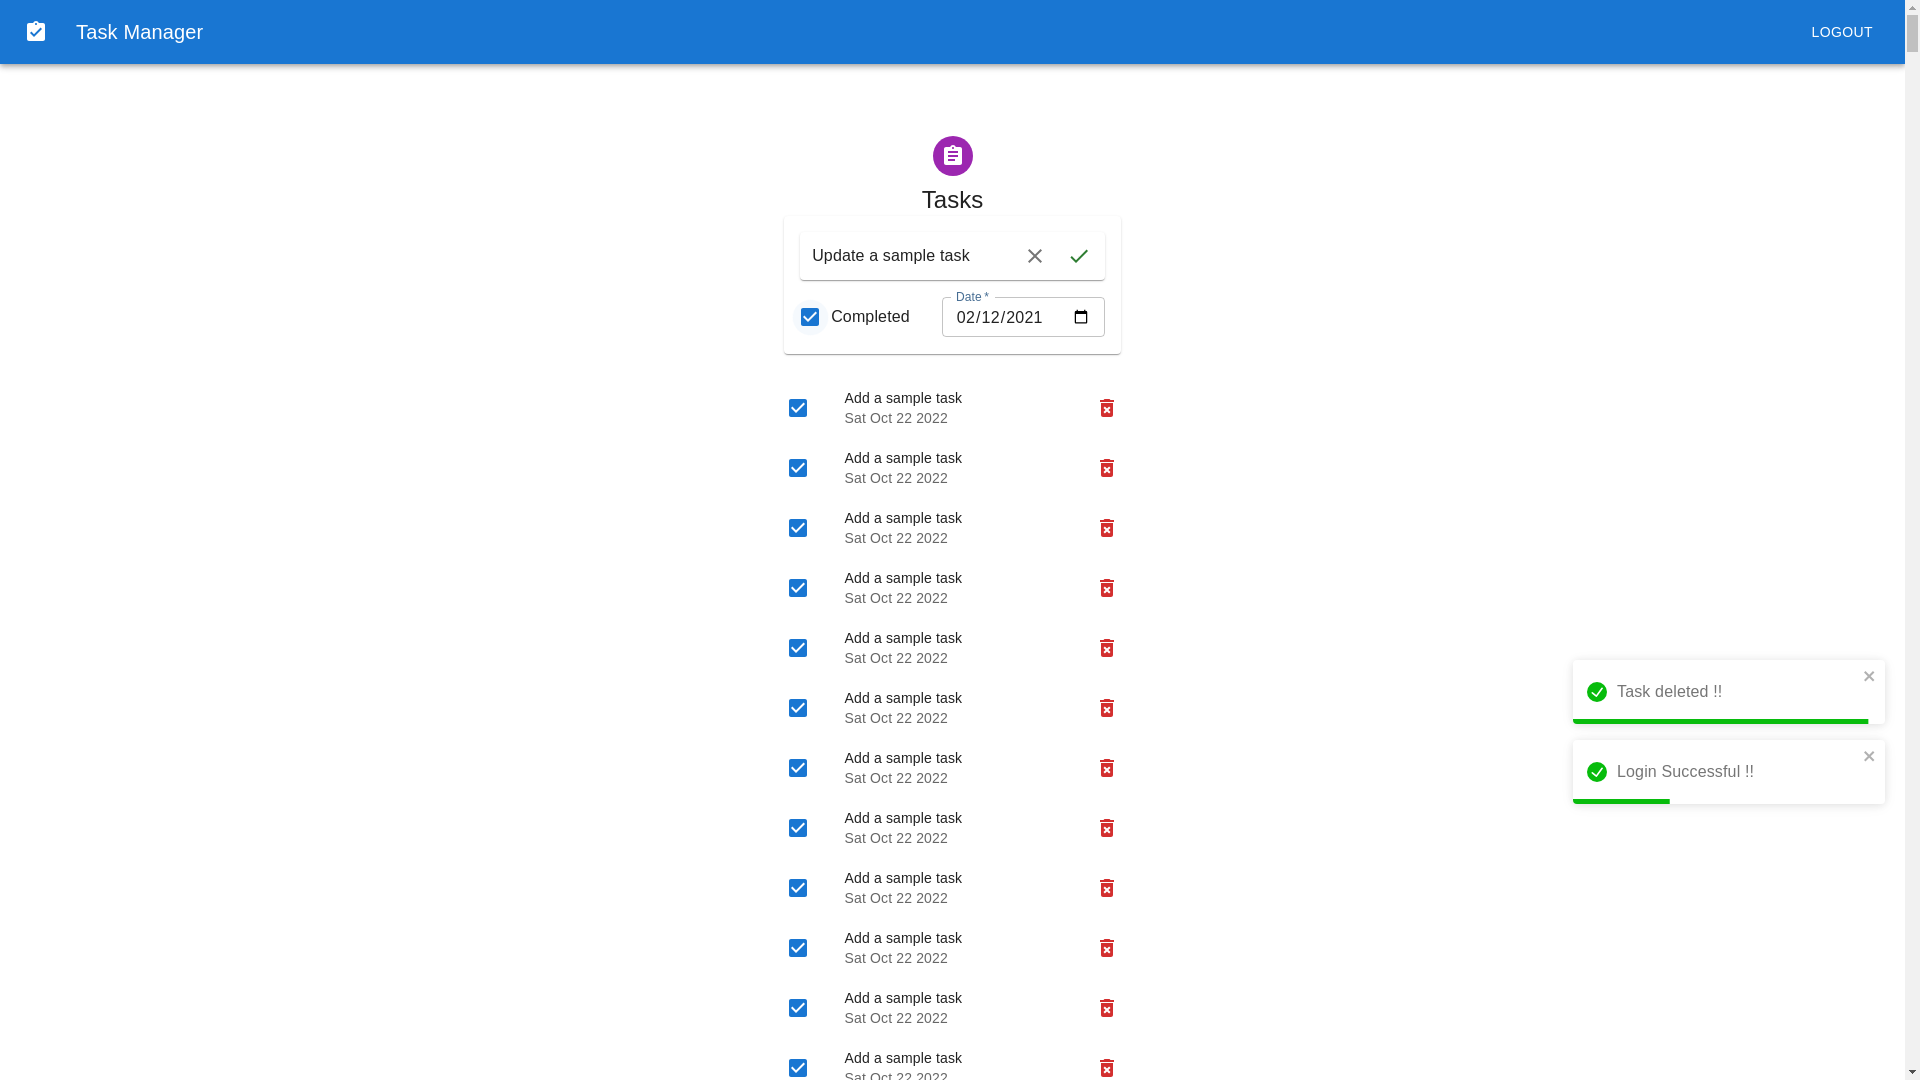 Task Manager
LOGOUT
Tasks
Update a sample task
Date *
Completed
02/12/2021
Add a sample task
Sat Oct 22 2022
Add a sample task
Sat Oct 22 2022
Add a sample task
Sat Oct 22 2022
Add a sample task
Sat Oct 22 2022
Add a sample task
Sat Oct 22 2022
Add a sample task
Sat Oct 22 2022
Add a sample task
Sat Oct 22 2022
Add a sample task
Sat Oct 22 2022
Add a sample task
Sat Oct 22 2022
Add a sample task
Sat Oct 22 2022
Add a sample task
Sat Oct 22 2022
Add a sample task
Sat Oct 22 2022
Task deleted !!
Login Successful !!